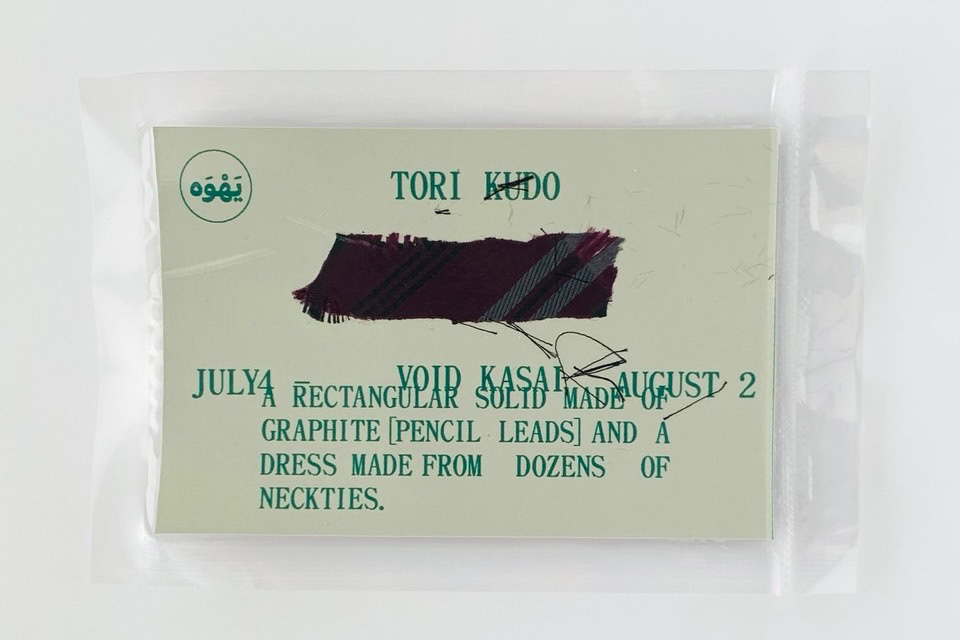 يَهْوَه
TORI KUDO
JULY4 – VOID KASAI AUGUST 2
A RECTANGULAR SOLID MADE OF
GRAPHITE [PENCIL LEADS] AND A
DRESS MADE FROM DOZENS OF
NECKTIES.